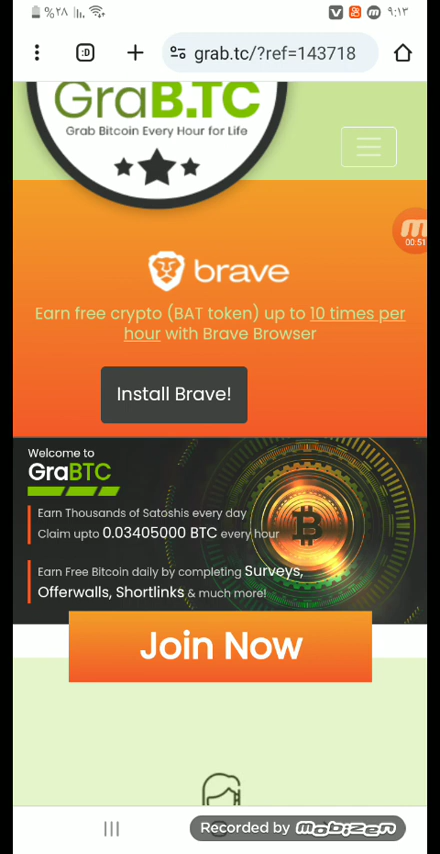 ٢٨%
٩:١٣
:D
grab.tc/?ref=143718
GraB.TC
Grab Bitcoin Every Hour for Life
00:51
brave
Earn free crypto (BAT token) up to 10 times per
hour with Brave Browser
Install Brave!
Welcome to
GraBTC
Earn Thousands of Satoshis every day
Claim upto 0.03405000 BTC every hour
Earn Free Bitcoin daily by completing Surveys,
Offerwalls, Shortlinks & much more!
Join Now
Recorded by mobizen